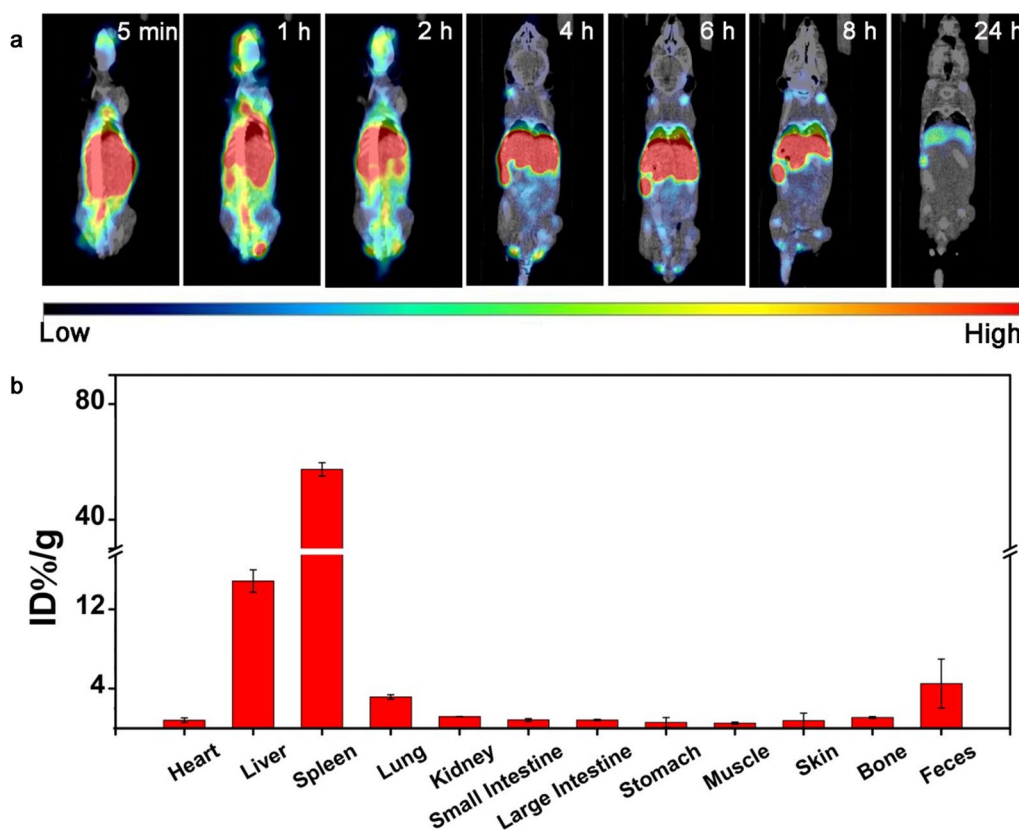 a
5 min
1 h
2 h
4 h
6 h
8 h
24 h
Low
High
b
80
40
12
4
ID%/g
Heart
Liver
Spleen
Lung
Kidney
Small Intestine
Large Intestine
Stomach
Muscle
Skin
Bone
Feces